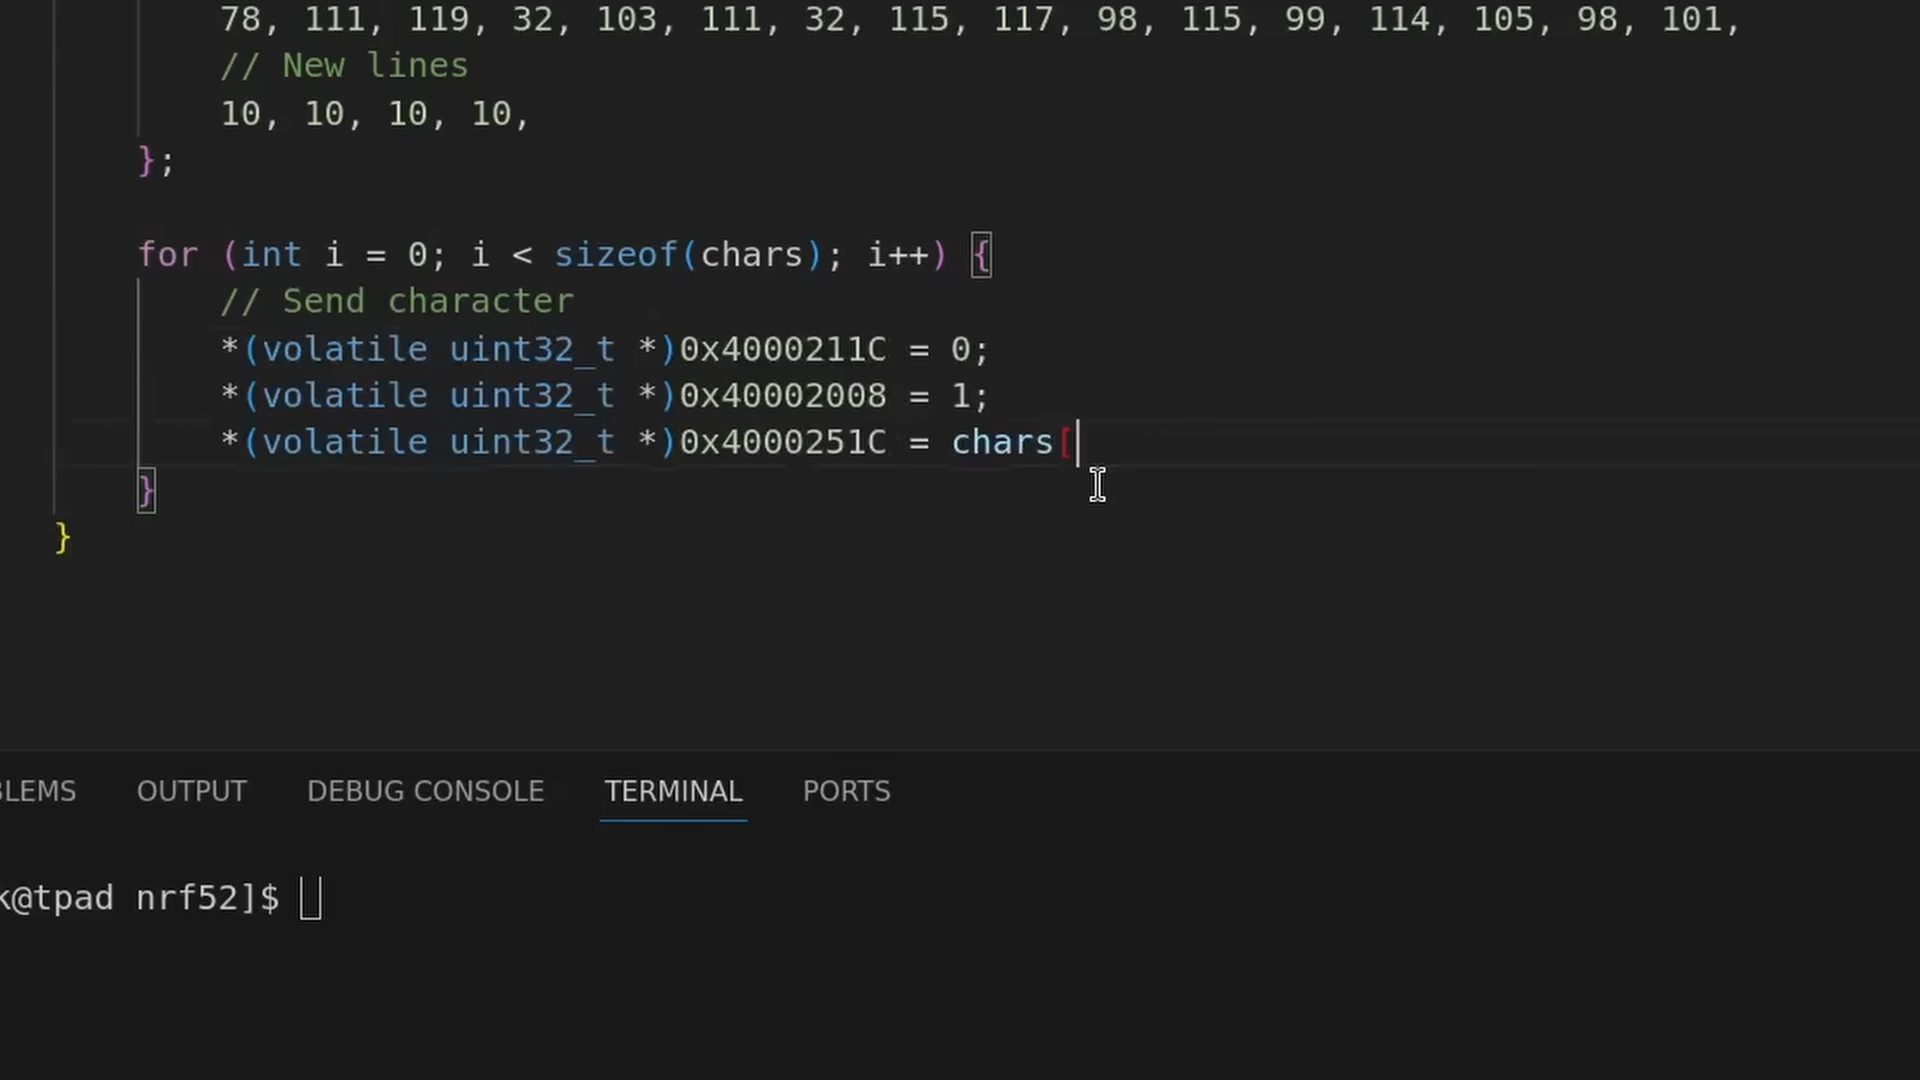 78, 111, 119, 32, 103, 111, 32, 115, 117, 98, 115, 99, 114, 105, 98, 101,
// New lines
10, 10, 10, 10,
};
for (int i = 0; i < sizeof(chars); i++) {
// Send character
*(volatile uint32_t *)0x4000211C = 0;
*(volatile uint32_t *)0x40002008 = 1;
*(volatile uint32_t *)0x4000251C = chars[
}
}
BLEMS OUTPUT DEBUG CONSOLE TERMINAL PORTS
k@tpad nrf52]$